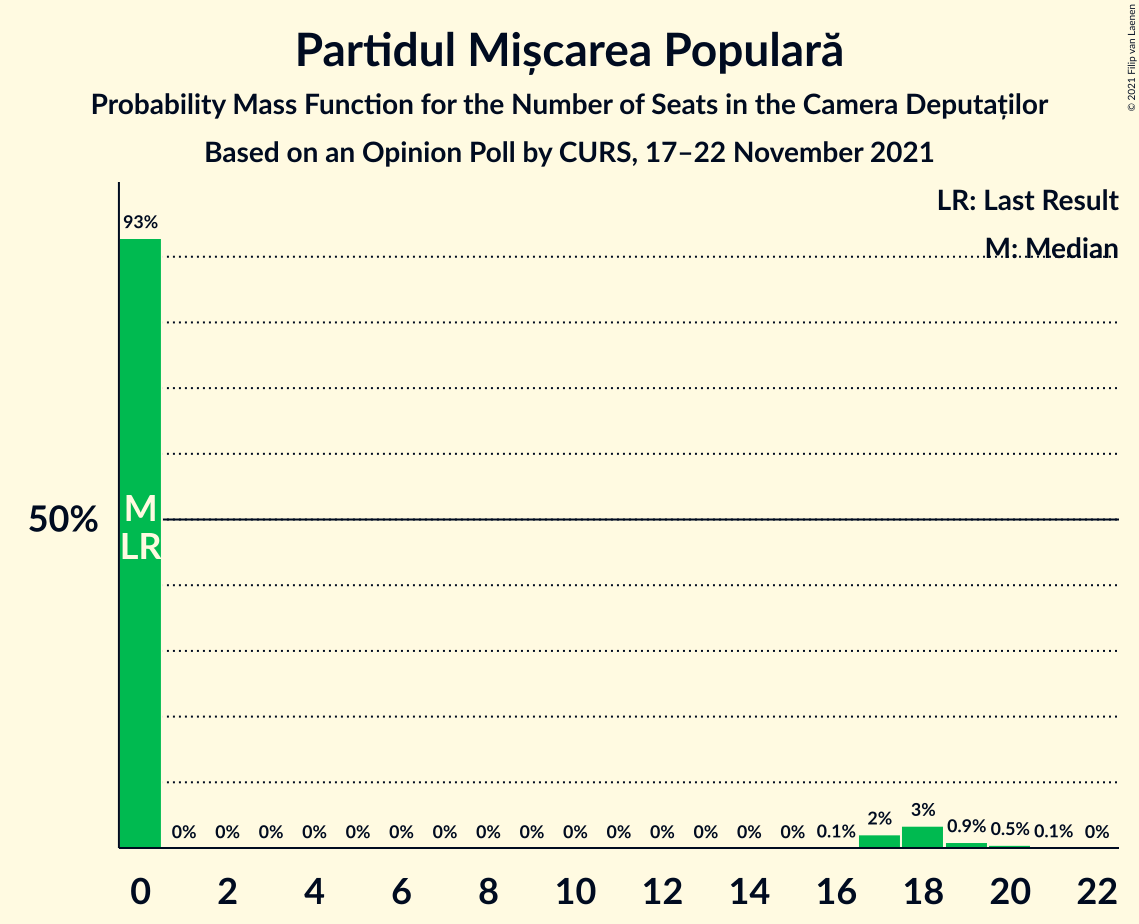 Partidul Mișcarea Populară
Probability Mass Function for the Number of Seats in the Camera Deputaților
Based on an Opinion Poll by CURS, 17–22 November 2021
© 2021 Filip van Laenen
LR: Last Result
M: Median
93%
50%
M
LR
0% 0% 0% 0% 0% 0% 0% 0% 0% 0% 0% 0% 0% 0% 0% 0.1% 2% 3% 0.9% 0.5% 0.1% 0%
0 2 4 6 8 10 12 14 16 18 20 22